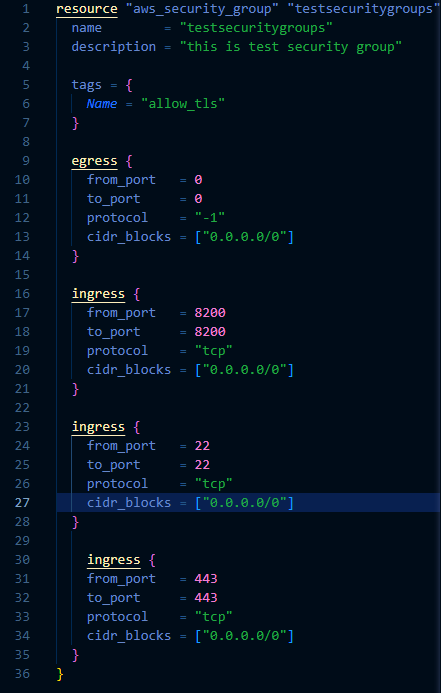 1 resource "aws_security_group" "testsecuritygroups"
2 name = "testsecuritygroups"
3 description = "this is test security group"
4
5 tags = {
6 Name = "allow_tls"
7 }
8
9 egress {
10 from_port = 0
11 to_port = 0
12 protocol = "-1"
13 cidr_blocks = ["0.0.0.0/0"]
14 }
15
16 ingress {
17 from_port = 8200
18 to_port = 8200
19 protocol = "tcp"
20 cidr_blocks = ["0.0.0.0/0"]
21 }
22
23 ingress {
24 from_port = 22
25 to_port = 22
26 protocol = "tcp"
27 cidr_blocks = ["0.0.0.0/0"]
28 }
29
30 ingress {
31 from_port = 443
32 to_port = 443
33 protocol = "tcp"
34 cidr_blocks = ["0.0.0.0/0"]
35 }
36 }